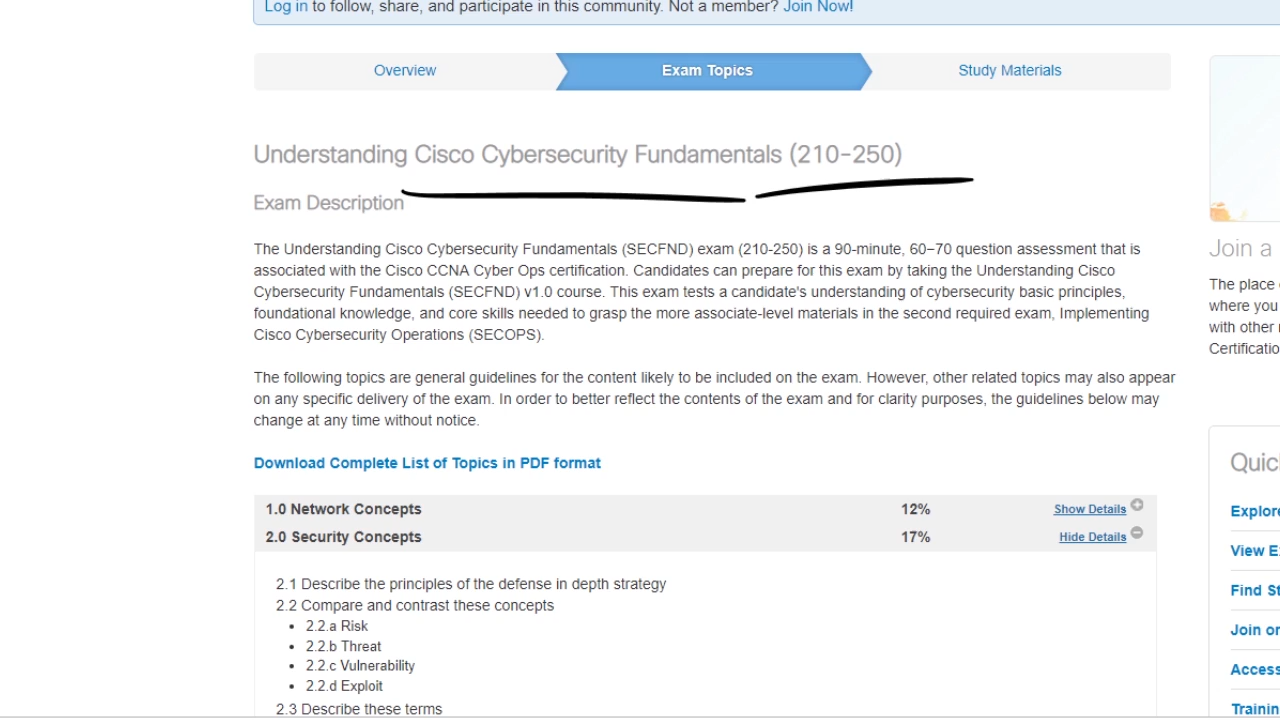 Log in to follow, share, and participate in this community. Not a member? Join Now!
Overview
Exam Topics
Study Materials
Understanding Cisco Cybersecurity Fundamentals (210-250)
Exam Description
The Understanding Cisco Cybersecurity Fundamentals (SECFND) exam (210-250) is a 90-minute, 60–70 question assessment that is
associated with the Cisco CCNA Cyber Ops certification. Candidates can prepare for this exam by taking the Understanding Cisco
Cybersecurity Fundamentals (SECFND) v1.0 course. This exam tests a candidate's understanding of cybersecurity basic principles,
foundational knowledge, and core skills needed to grasp the more associate-level materials in the second required exam, Implementing
Cisco Cybersecurity Operations (SECOPS).
The following topics are general guidelines for the content likely to be included on the exam. However, other related topics may also appear
on any specific delivery of the exam. In order to better reflect the contents of the exam and for clarity purposes, the guidelines below may
change at any time without notice.
Download Complete List of Topics in PDF format
1.0 Network Concepts 12% Show Details
2.0 Security Concepts 17% Hide Details
2.1 Describe the principles of the defense in depth strategy
2.2 Compare and contrast these concepts
• 2.2.a Risk
• 2.2.b Threat
• 2.2.c Vulnerability
• 2.2.d Exploit
2.3 Describe these terms
Join a
The place
where you
with other
Explore
View
Find
Join
Access